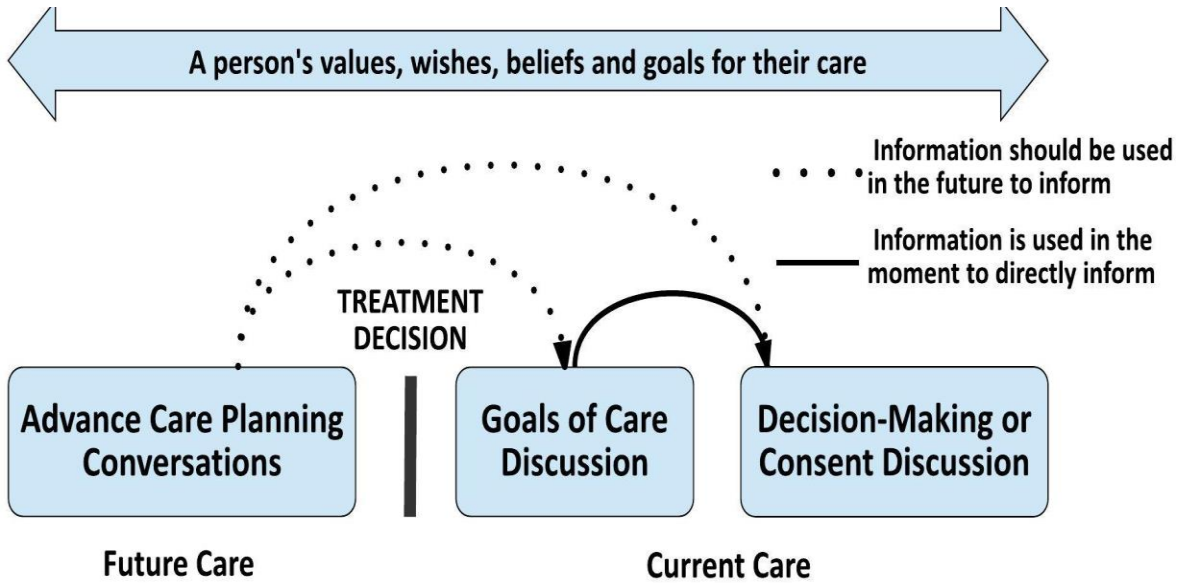 A person's values, wishes, beliefs and goals for their care
Information should be used
in the future to inform
Information is used in the
moment to directly inform
TREATMENT
DECISION
Advance Care Planning
Conversations
Goals of Care
Discussion
Decision-Making or
Consent Discussion
Future Care
Current Care